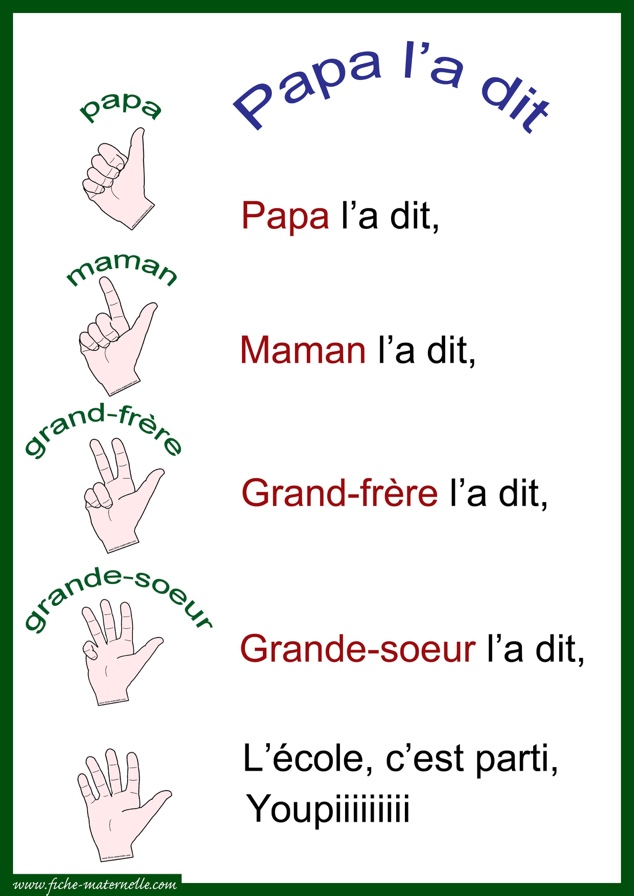 Papa l'a dit
papa
Papa l'a dit,
maman
Maman l'a dit,
grand-frère
Grand-frère l'a dit,
grande-soeur
Grande-soeur l'a dit,
L'école, c'est parti,
Youpiiiiiiiii
www.fiche-maternelle.com